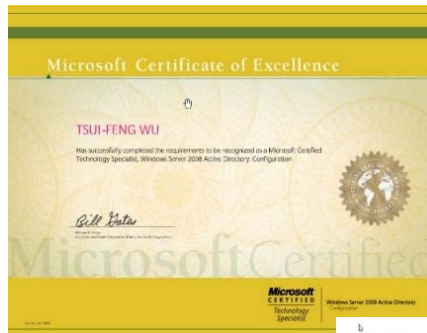 Microsoft Certificate of Excellence
TSUI-FENG WU
Has successfully completed the requirements to be recognized as a Microsoft Certified
Technology Specialist, Windows Server 2008 Active Directory: Configuration
Bill Gates
MicrosoftCertified
Microsoft
CERTIFIED
Technology
Specialist
Windows Server 2008 Active Directory
Configuration